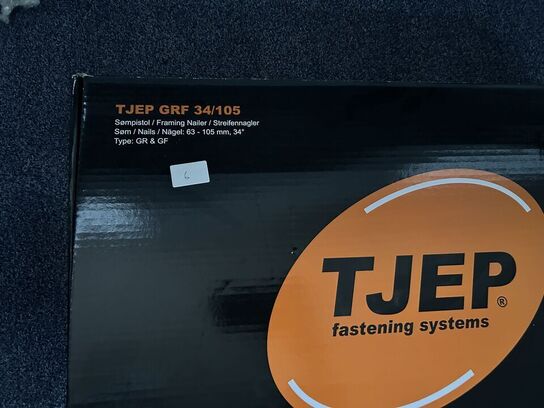 TJEP GRF 34/105
Sømpistol / Framing Nailer / Streifennagler
Søm / Nails / Nägel: 63 - 105 mm, 34°
Type: GR & GF
6
TJEP®
fastening systems